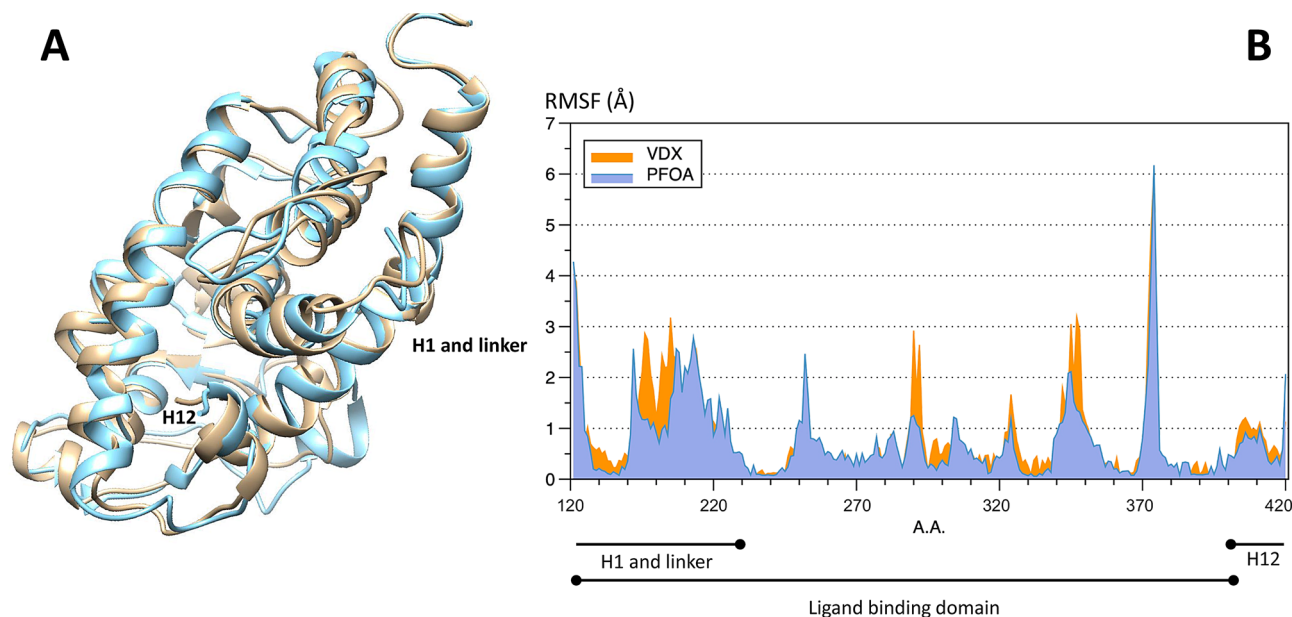 A
B
H1 and linker
H12
RMSF (Å)
7
6
5
4
3
2
1
0
VDX
PFOA
120
220
270
320
370
420
A.A.
H1 and linker
H12
Ligand binding domain